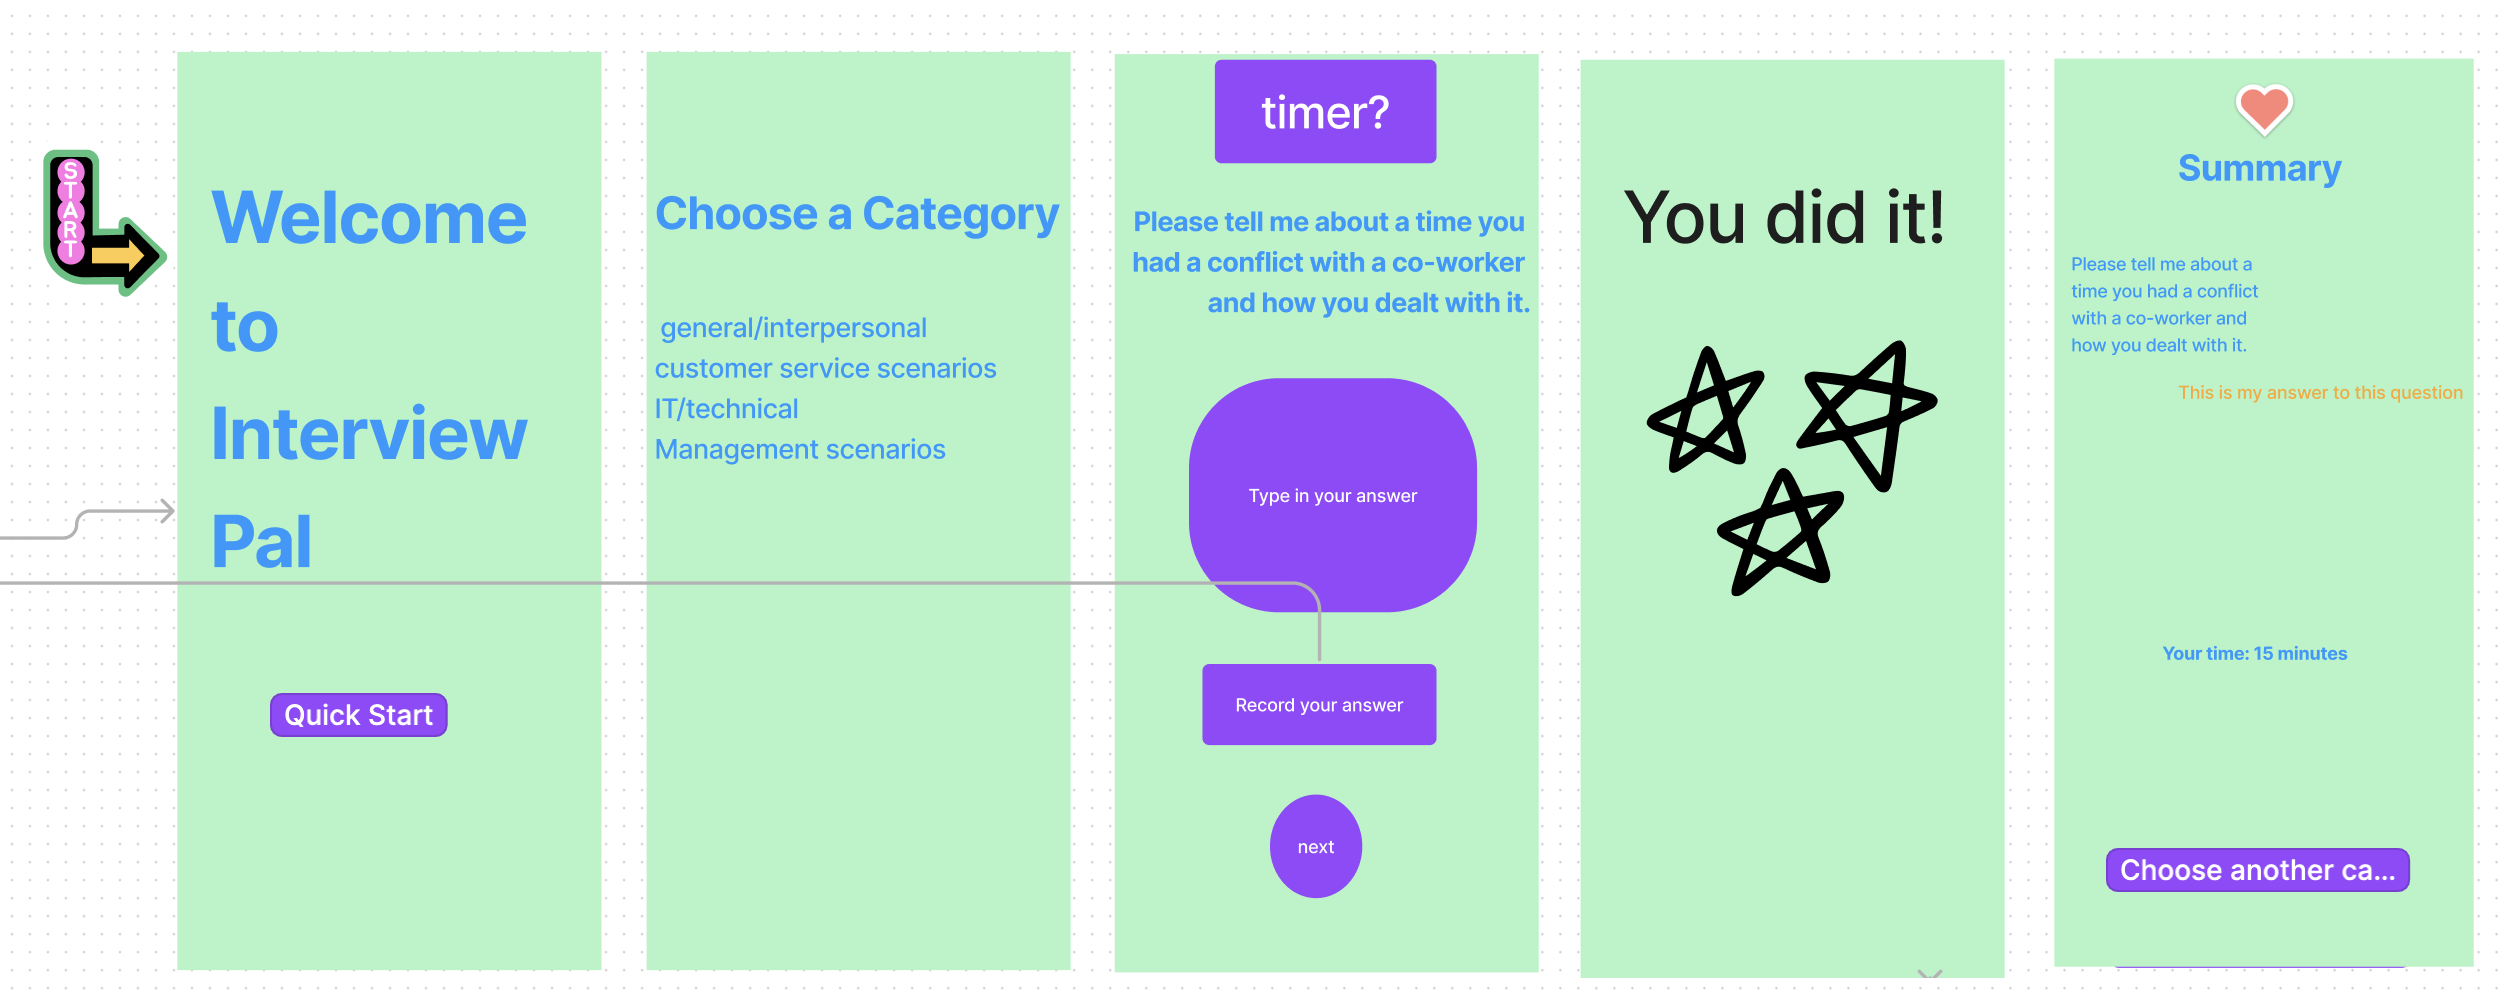 START
Welcome
to
Interview
Pal
Quick Start
Choose a Category
general/interpersonal
customer service scenarios
IT/technical
Management scenarios
timer?
Please tell me about a time you
had a conflict with a co-worker
and how you dealt with it.
Type in your answer
Record your answer
next
You did it!
Summary
Please tell me about a
time you had a conflict
with a co-worker and
how you dealt with it.
This is my answer to this question
Your time: 15 minutes
Choose another ca...